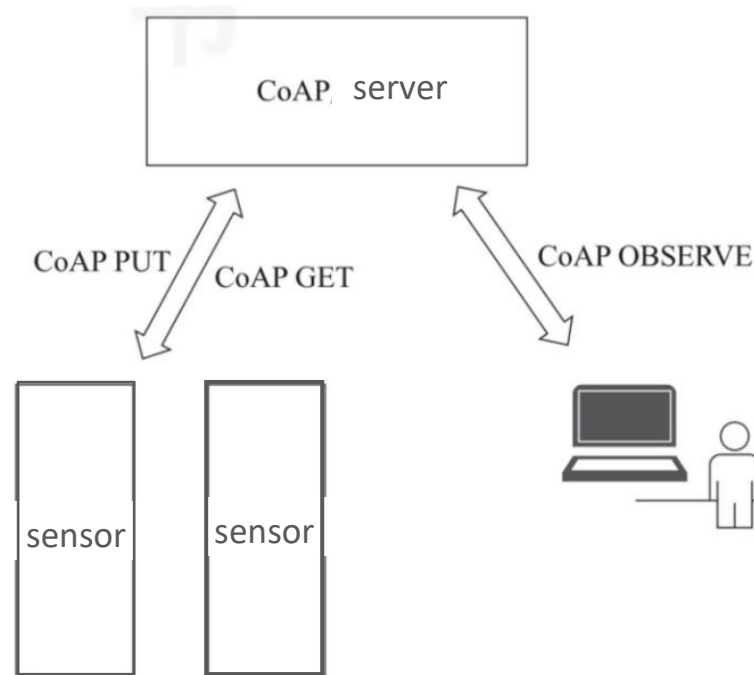 CoAP, server
CoAP PUT
CoAP GET
CoAP OBSERVE
sensor
sensor